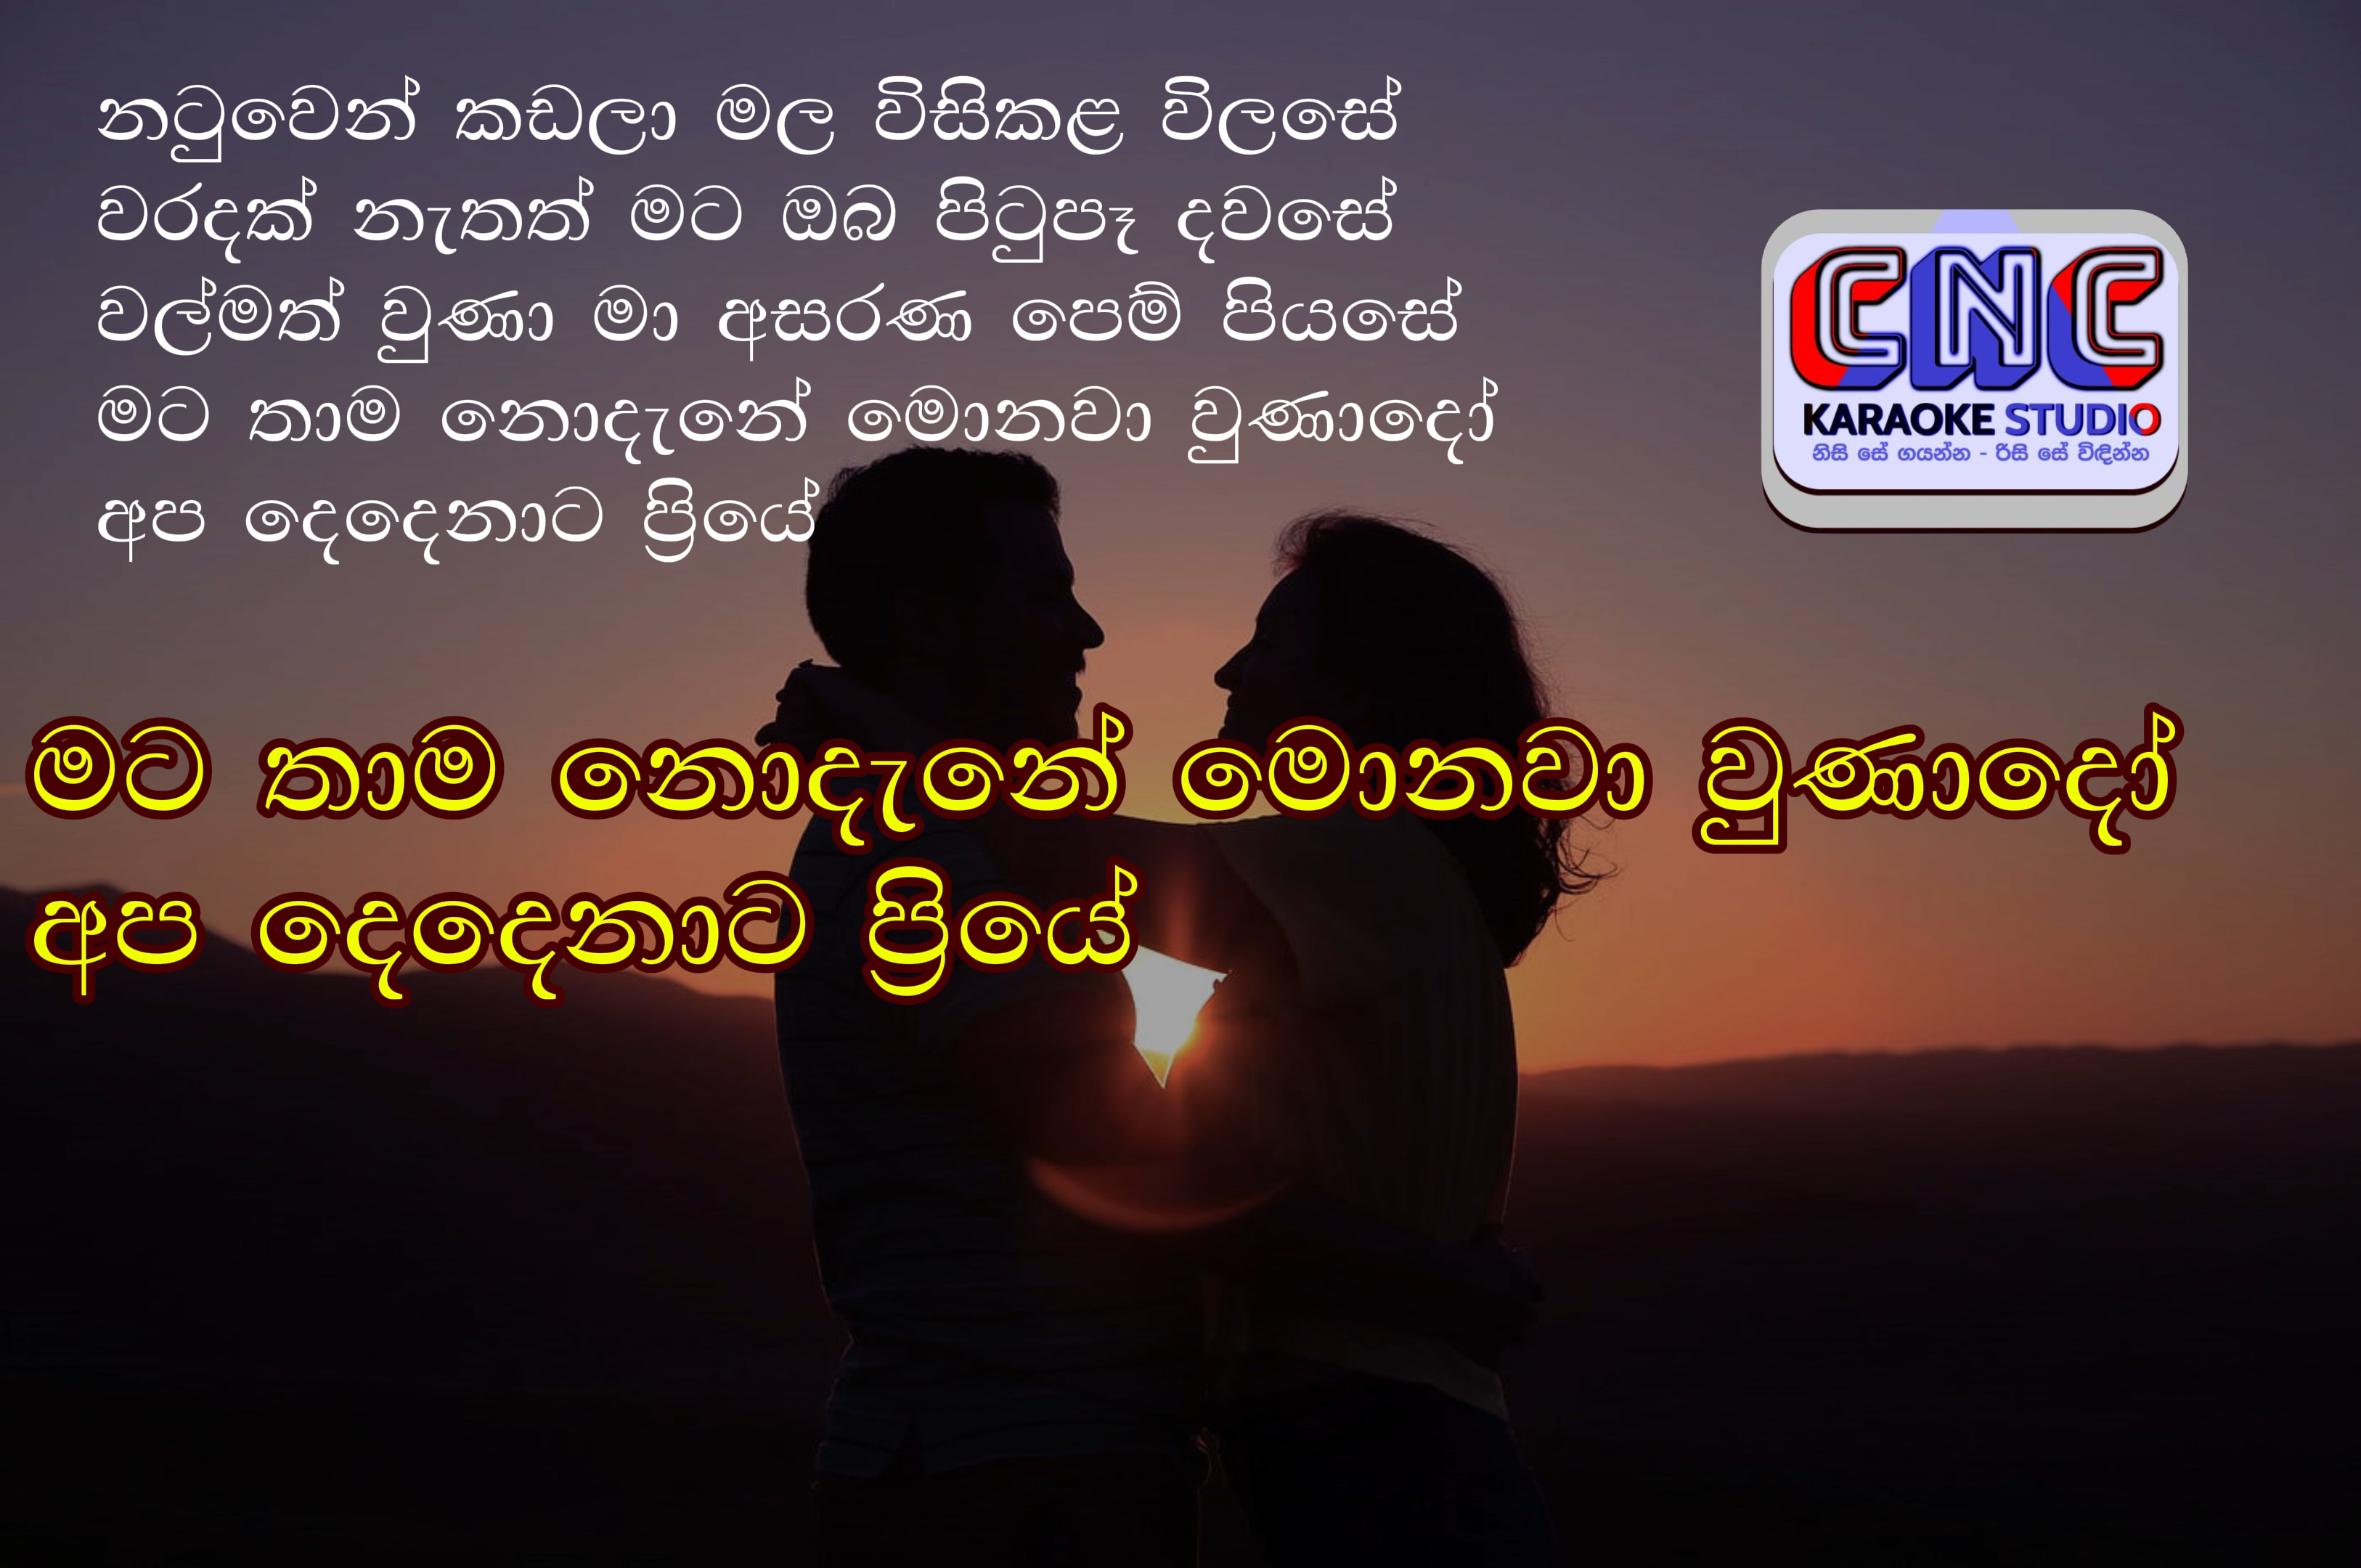 නටුවෙන් කඩලා මල විසිකළ විලසේ
වරදක් නැතත් මට ඔබ පිටුපෑ දවසේ
වල්මත් වුණා මා අසරණ පෙම් පියසේ
මට තාම නොදැනේ මොනවා වුණාදෝ
අප දෙදෙනාට ප්‍රියේ
CNC
KARAOKE STUDIO
නිසි සේ ගයන්න - රිසි සේ විඳින්න
මට තාම නොදැනේ මොනවා වුණාදෝ
අප දෙදෙනාට ප්‍රියේ